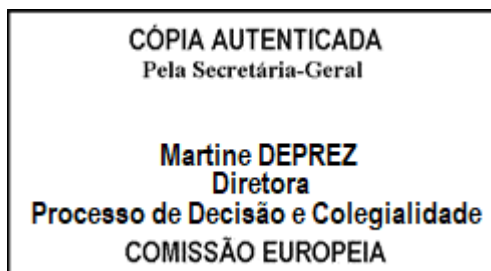 CÓPIA AUTENTICADA
Pela Secretária-Geral
Martine DEPREZ
Diretora
Processo de Decisão e Colegialidade
COMISSÃO EUROPEIA